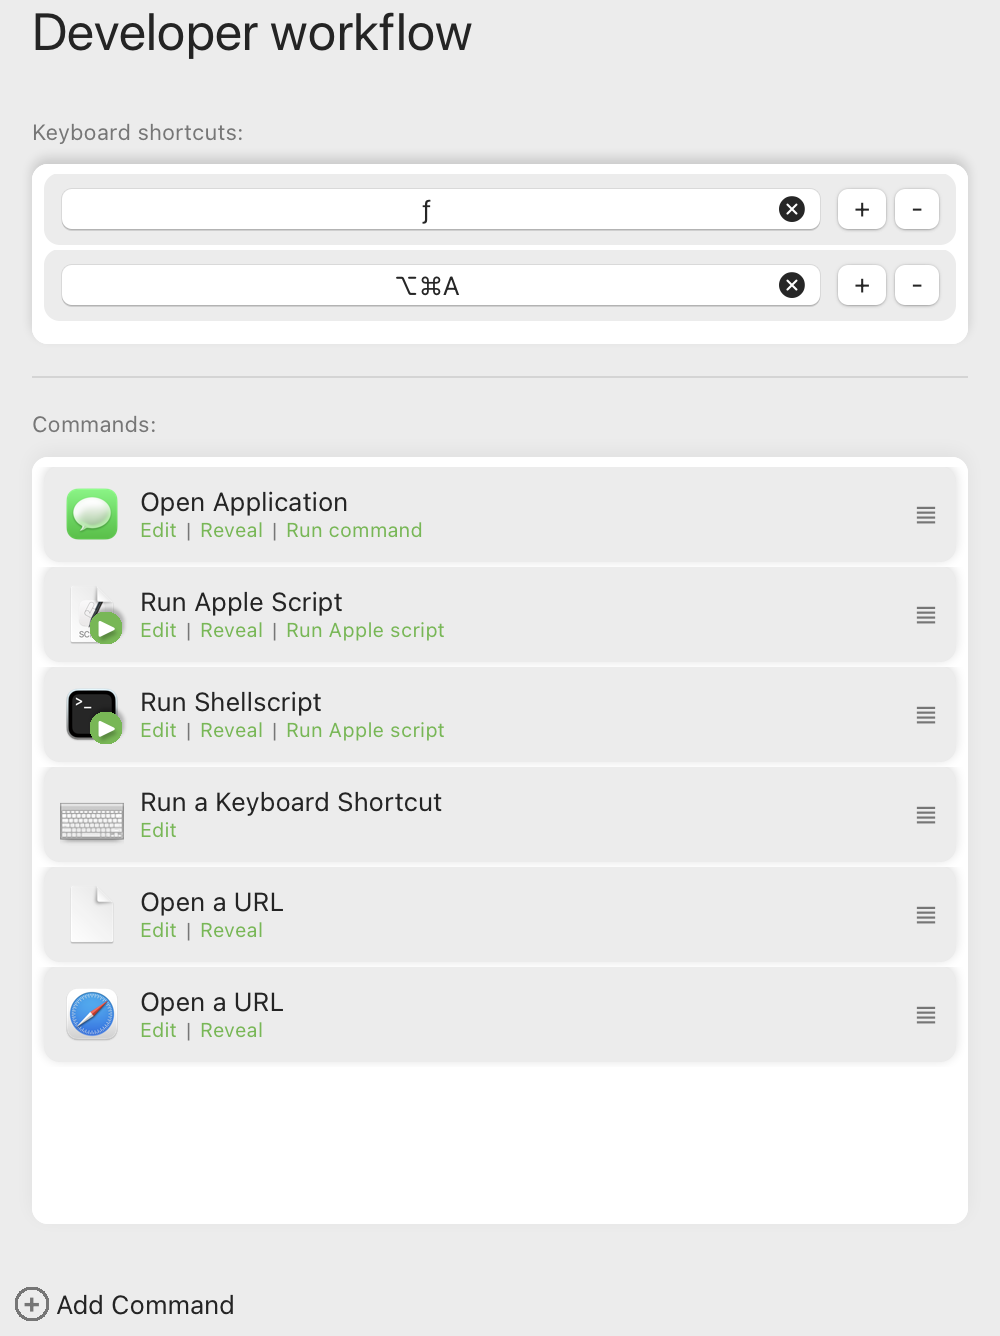 Developer workflow
Keyboard shortcuts:
ƒ
+ -
⌥⌘A
+ -
Commands:
Open Application
Edit | Reveal | Run command
Run Apple Script
Edit | Reveal | Run Apple script
>_
Run Shellscript
Edit | Reveal | Run Apple script
Run a Keyboard Shortcut
Edit
Open a URL
Edit | Reveal
Open a URL
Edit | Reveal
Add Command